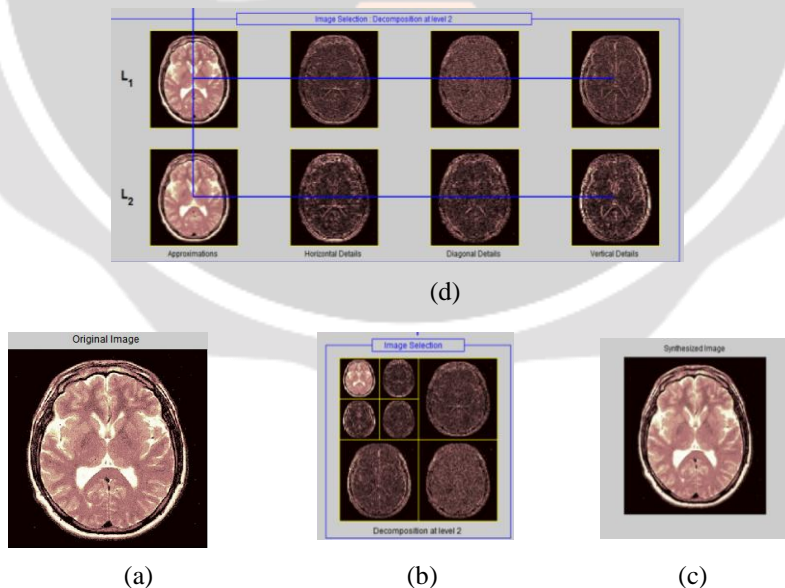 Image Selection : Decomposition at level 2
L1
L2
Approximations Horizontal Details Diagonal Details Vertical Details
(d)
Original Image
Image Selection
Decomposition at level 2
Synthesized Image
(a) (b) (c)